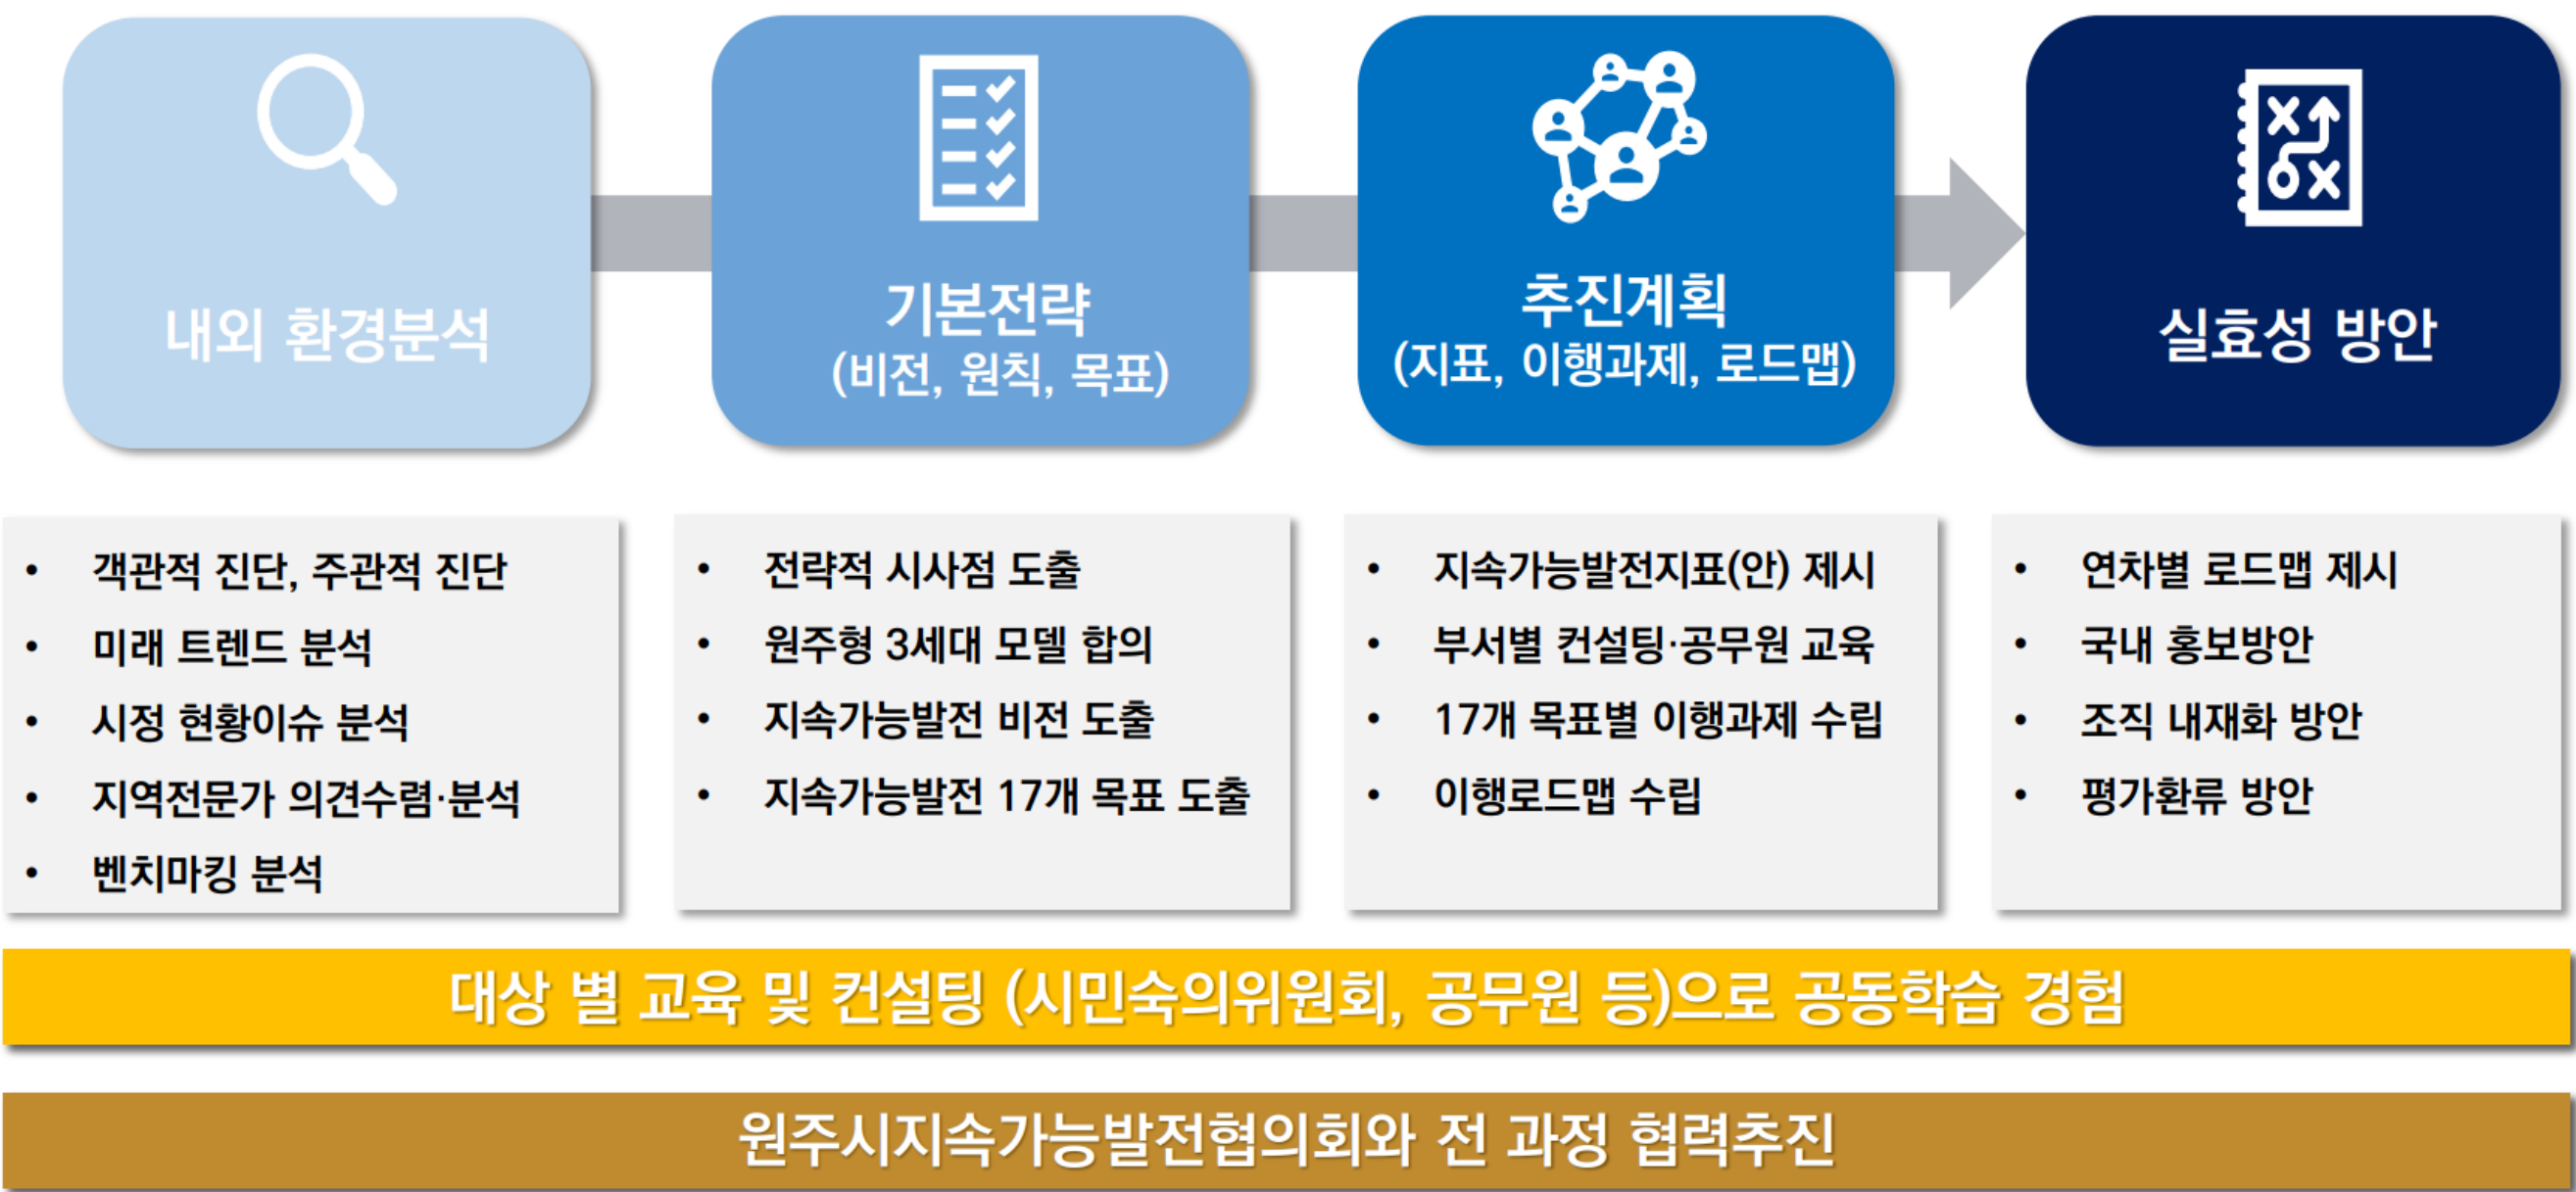 내외 환경분석
기본전략
(비전, 원칙, 목표)
추진계획
(지표, 이행과제, 로드맵)
실효성 방안
• 객관적 진단, 주관적 진단
• 미래 트렌드 분석
• 시정 현황이슈 분석
• 지역전문가 의견수렴·분석
• 벤치마킹 분석
• 전략적 시사점 도출
• 원주형 3세대 모델 합의
• 지속가능발전 비전 도출
• 지속가능발전 17개 목표 도출
• 지속가능발전지표(안) 제시
• 부서별 컨설팅·공무원 교육
• 17개 목표별 이행과제 수립
• 이행로드맵 수립
• 연차별 로드맵 제시
• 국내 홍보방안
• 조직 내재화 방안
• 평가환류 방안
대상 별 교육 및 컨설팅 (시민숙의위원회, 공무원 등)으로 공동학습 경험
원주시지속가능발전협의회와 전 과정 협력추진